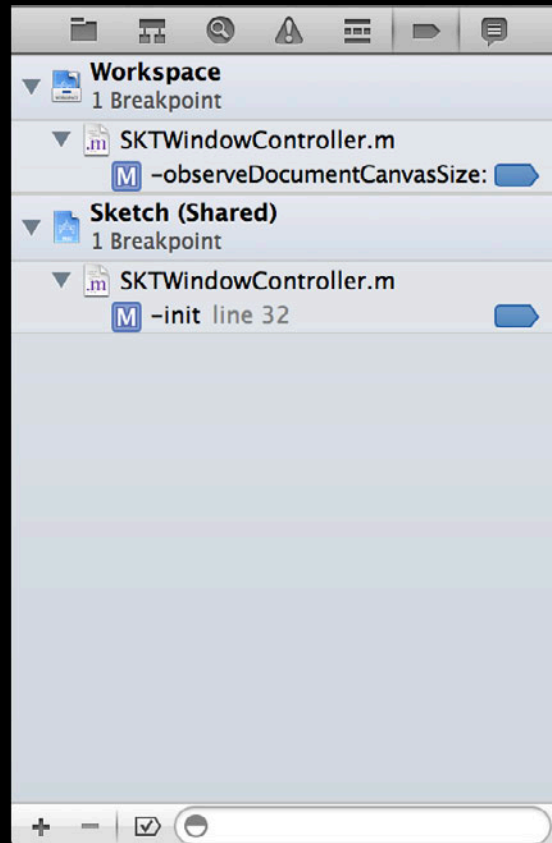 Workspace
1 Breakpoint
.m SKTWindowController.m
M -observeDocumentCanvasSize:
Sketch (Shared)
1 Breakpoint
.m SKTWindowController.m
M -init line 32